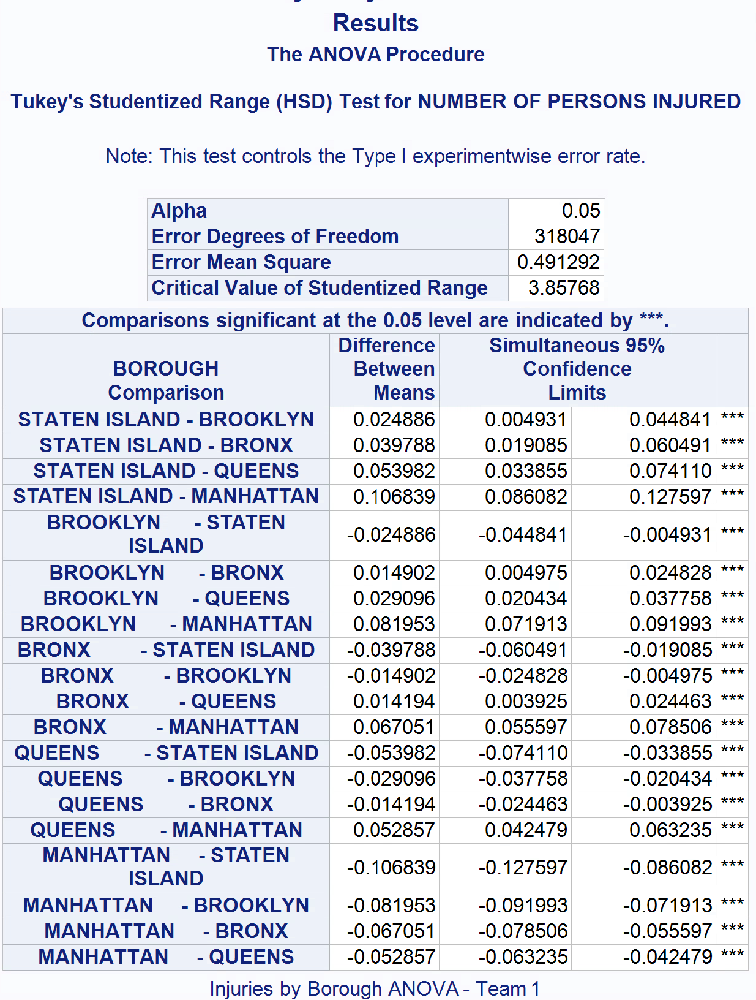 Results
The ANOVA Procedure
Tukey's Studentized Range (HSD) Test for NUMBER OF PERSONS INJURED
Note: This test controls the Type I experimentwise error rate.
Alpha 0.05
Error Degrees of Freedom 318047
Error Mean Square 0.491292
Critical Value of Studentized Range 3.85768
Comparisons significant at the 0.05 level are indicated by ***.
BOROUGH Comparison Difference Between Means Simultaneous 95% Confidence Limits
STATEN ISLAND - BROOKLYN 0.024886 0.004931 0.044841 ***
STATEN ISLAND - BRONX 0.039788 0.019085 0.060491 ***
STATEN ISLAND - QUEENS 0.053982 0.033855 0.074110 ***
STATEN ISLAND - MANHATTAN 0.106839 0.086082 0.127597 ***
BROOKLYN - STATEN ISLAND -0.024886 -0.044841 -0.004931 ***
BROOKLYN - BRONX 0.014902 0.004975 0.024828 ***
BROOKLYN - QUEENS 0.029096 0.020434 0.037758 ***
BROOKLYN - MANHATTAN 0.081953 0.071913 0.091993 ***
BRONX - STATEN ISLAND -0.039788 -0.060491 -0.019085 ***
BRONX - BROOKLYN -0.014902 -0.024828 -0.004975 ***
BRONX - QUEENS 0.014194 0.003925 0.024463 ***
BRONX - MANHATTAN 0.067051 0.055597 0.078506 ***
QUEENS - STATEN ISLAND -0.053982 -0.074110 -0.033855 ***
QUEENS - BROOKLYN -0.029096 -0.037758 -0.020434 ***
QUEENS - BRONX -0.014194 -0.024463 -0.003925 ***
QUEENS - MANHATTAN 0.052857 0.042479 0.063235 ***
MANHATTAN - STATEN ISLAND -0.106839 -0.127597 -0.086082 ***
MANHATTAN - BROOKLYN -0.081953 -0.091993 -0.071913 ***
MANHATTAN - BRONX -0.067051 -0.078506 -0.055597 ***
MANHATTAN - QUEENS -0.052857 -0.063235 -0.042479 ***
Injuries by Borough ANOVA - Team 1